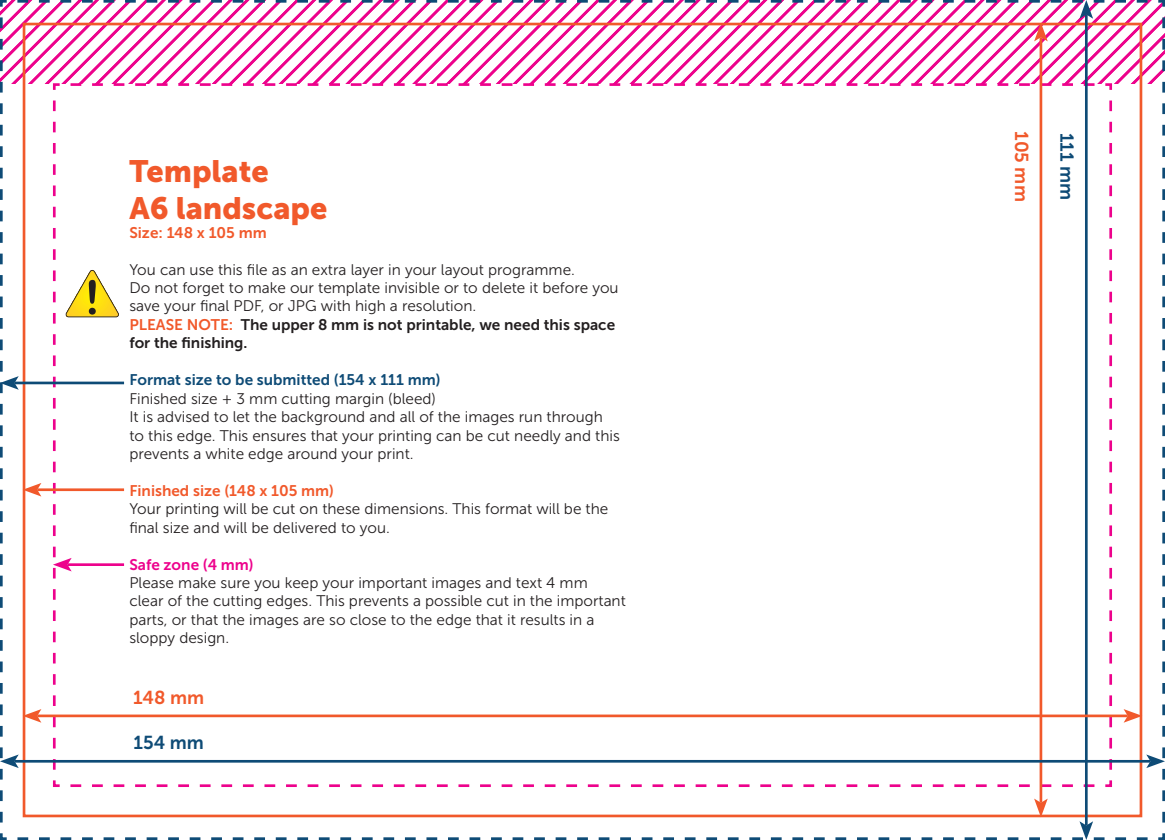 105 mm
111 mm
Template
A6 landscape
Size: 148 x 105 mm
You can use this file as an extra layer in your layout programme.
Do not forget to make our template invisible or to delete it before you
save your final PDF, or JPG with high a resolution.
PLEASE NOTE: The upper 8 mm is not printable, we need this space
for the finishing.
Format size to be submitted (154 x 111 mm)
Finished size + 3 mm cutting margin (bleed)
It is advised to let the background and all of the images run through
to this edge. This ensures that your printing can be cut needly and this
prevents a white edge around your print.
Finished size (148 x 105 mm)
Your printing will be cut on these dimensions. This format will be the
final size and will be delivered to you.
Safe zone (4 mm)
Please make sure you keep your important images and text 4 mm
clear of the cutting edges. This prevents a possible cut in the important
parts, or that the images are so close to the edge that it results in a
sloppy design.
148 mm
154 mm